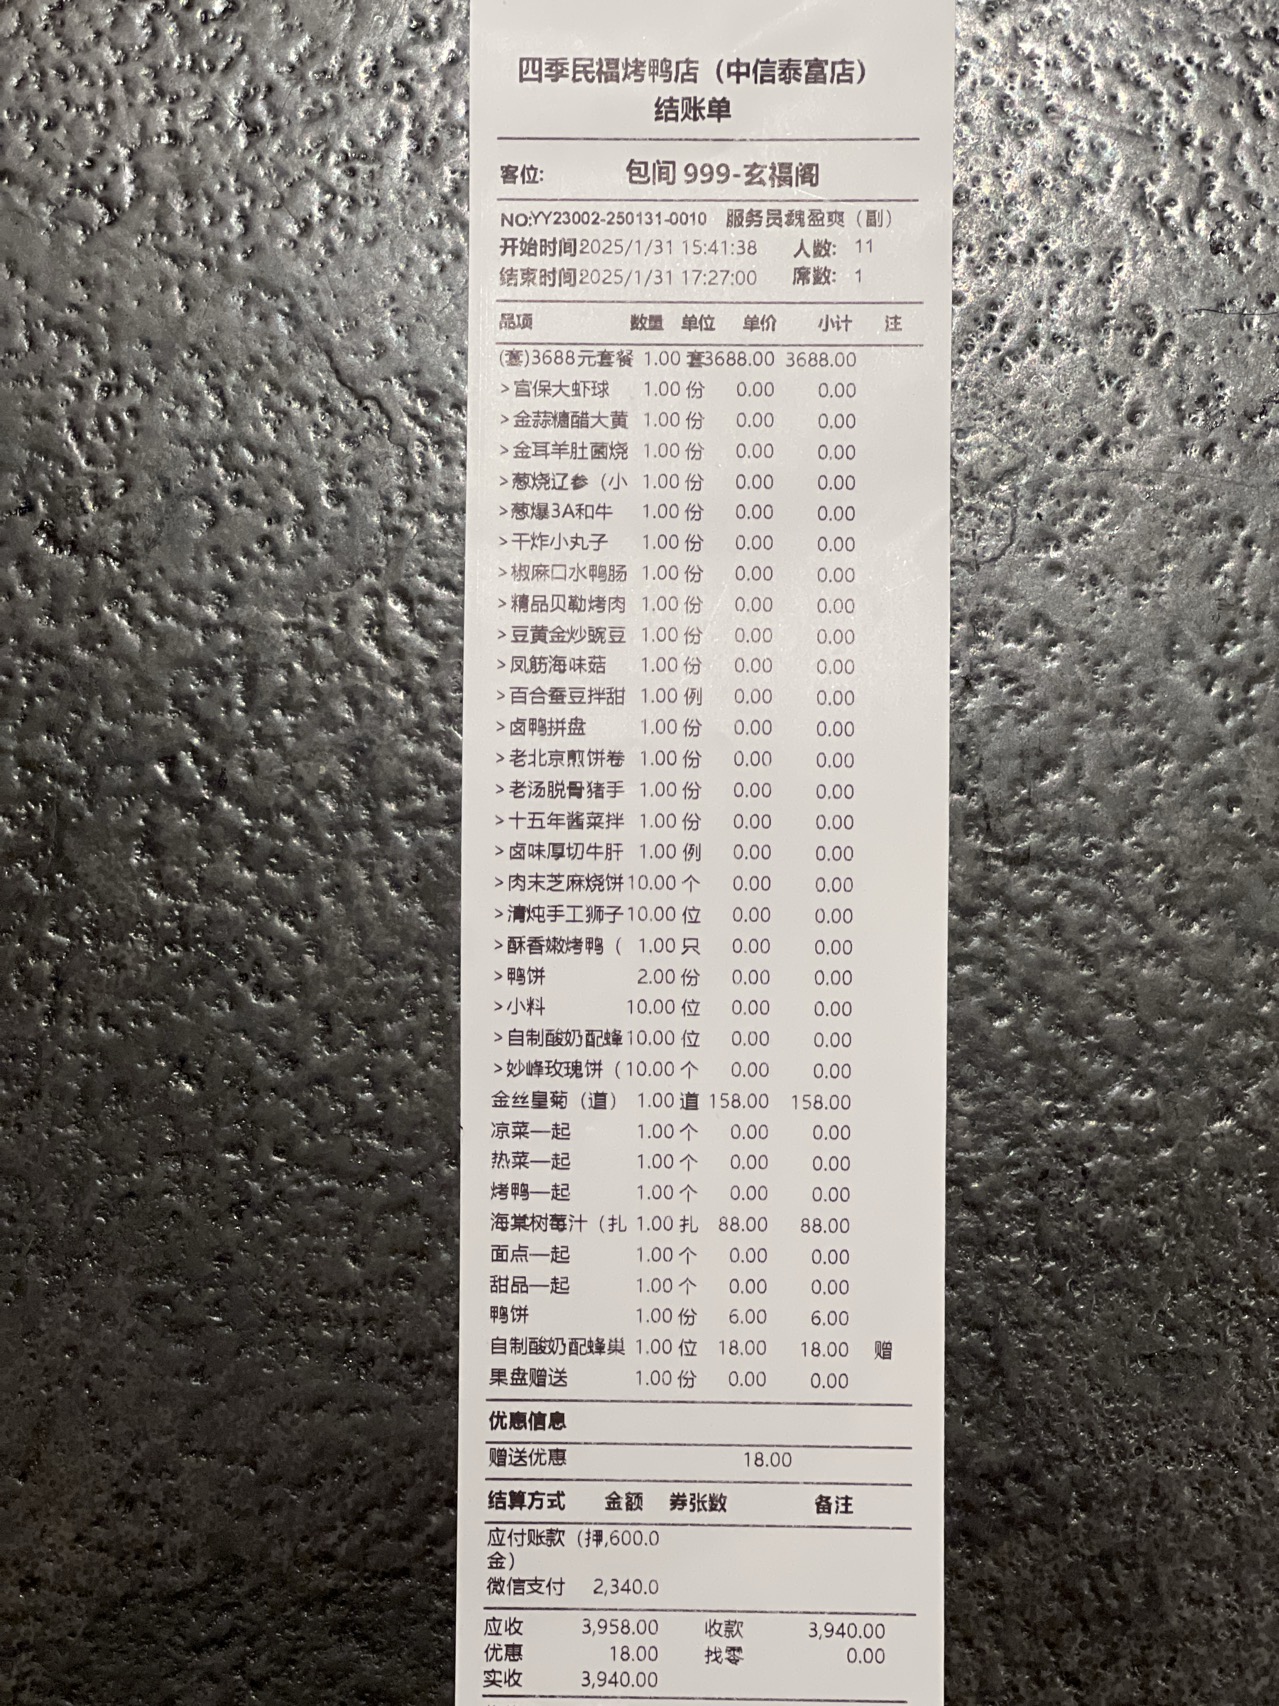 四季民福烤鸭店（中信泰富店）
结账单
客位: 包间 999-玄福阁
NO:YY23002-250131-0010 服务员魏盈爽（副）
开始时间2025/1/31 15:41:38 人数: 11
结束时间2025/1/31 17:27:00 席数: 1
品项 数量 单位 单价 小计 注
(套)3688元套餐 1.00 套3688.00 3688.00
>宫保大虾球 1.00 份 0.00 0.00
>金蒜糖醋大黄 1.00 份 0.00 0.00
>金耳羊肚菌烧 1.00 份 0.00 0.00
>葱烧辽参（小 1.00 份 0.00 0.00
>葱爆3A和牛 1.00 份 0.00 0.00
>干炸小丸子 1.00 份 0.00 0.00
>椒麻口水鸭肠 1.00 份 0.00 0.00
>精品贝勒烤肉 1.00 份 0.00 0.00
>豆黄金炒豌豆 1.00 份 0.00 0.00
>凤筋海味菇 1.00 份 0.00 0.00
>百合蚕豆拌甜 1.00 例 0.00 0.00
>卤鸭拼盘 1.00 份 0.00 0.00
>老北京煎饼卷 1.00 份 0.00 0.00
>老汤脱骨猪手 1.00 份 0.00 0.00
>十五年酱菜拌 1.00 份 0.00 0.00
>卤味厚切牛肝 1.00 例 0.00 0.00
>肉末芝麻烧饼 10.00 个 0.00 0.00
>清炖手工狮子 10.00 位 0.00 0.00
>酥香嫩烤鸭（ 1.00 只 0.00 0.00
>鸭饼 2.00 份 0.00 0.00
>小料 10.00 位 0.00 0.00
>自制酸奶配蜂 10.00 位 0.00 0.00
>妙峰玫瑰饼（ 10.00 个 0.00 0.00
金丝皇菊（道） 1.00 道 158.00 158.00
凉菜一起 1.00 个 0.00 0.00
热菜一起 1.00 个 0.00 0.00
烤鸭一起 1.00 个 0.00 0.00
海棠树莓汁（扎 1.00 扎 88.00 88.00
面点一起 1.00 个 0.00 0.00
甜品一起 1.00 个 0.00 0.00
鸭饼 1.00 份 6.00 6.00
自制酸奶配蜂巢 1.00 位 18.00 18.00 赠
果盘赠送 1.00 份 0.00 0.00
优惠信息
赠送优惠 18.00
结算方式 金额 券张数 备注
应付账款（押,600.0
金）
微信支付 2,340.0
应收 3,958.00 收款 3,940.00
优惠 18.00 找零 0.00
实收 3,940.00